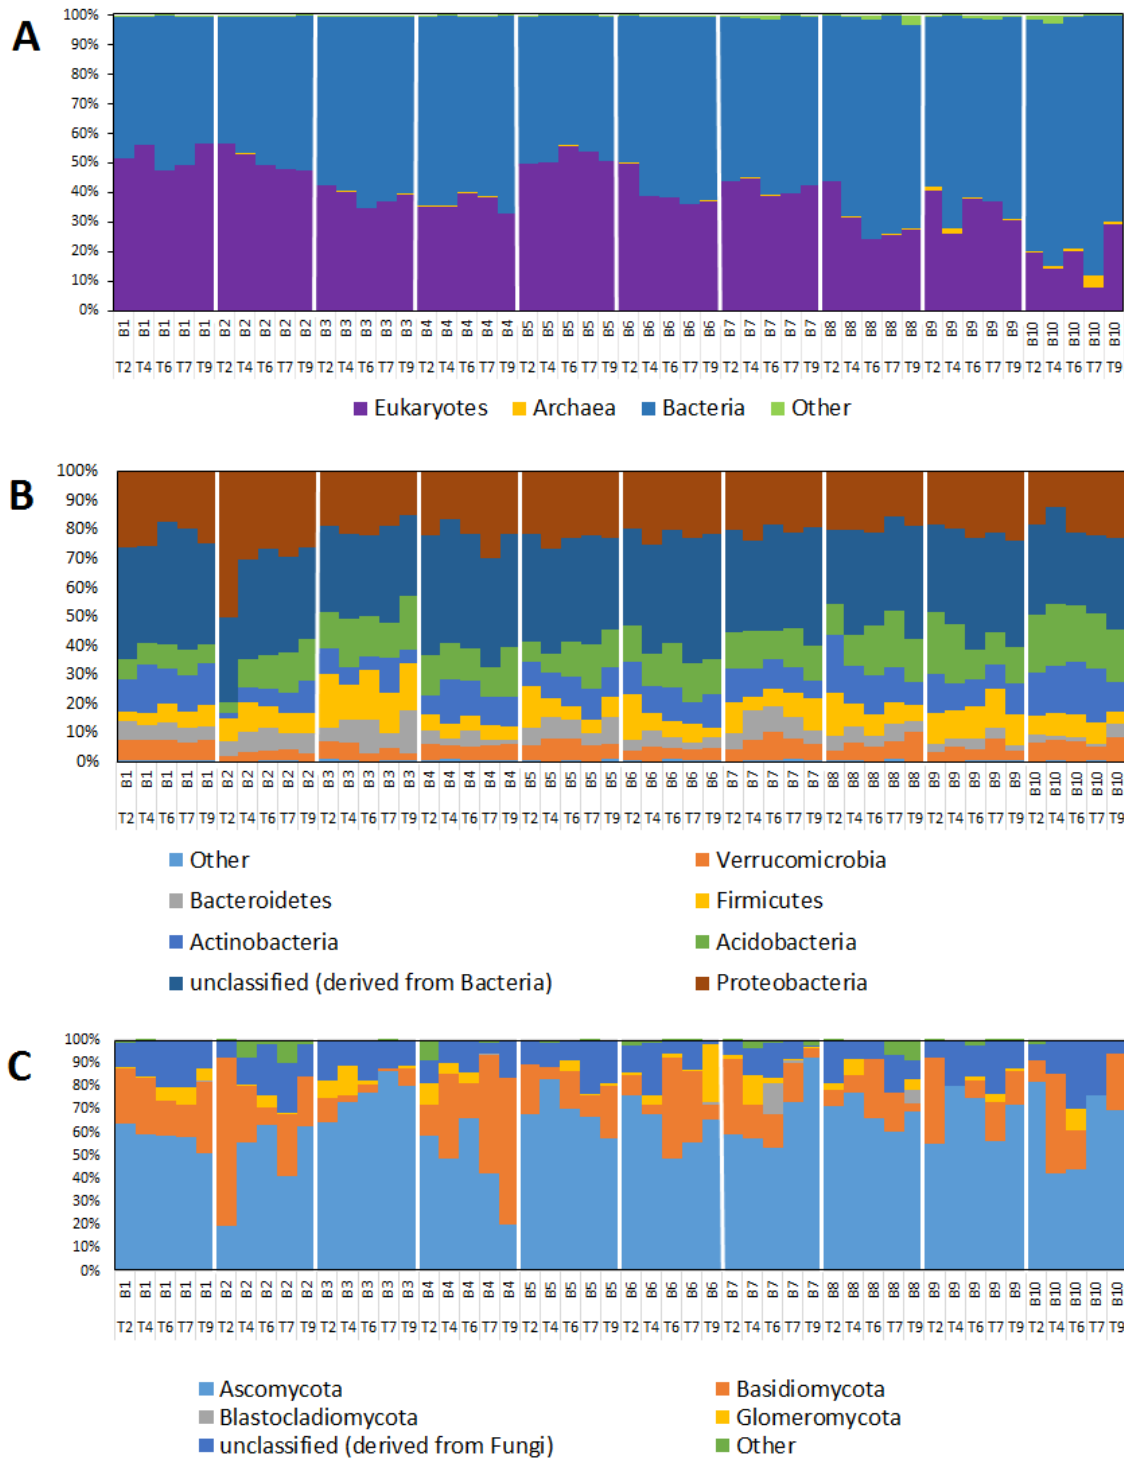 A
100%
90%
80%
70%
60%
50%
40%
30%
20%
10%
0%
B1 B1 B1 B1 B1 B2 B2 B2 B2 B2 B3 B3 B3 B3 B3 B4 B4 B4 B4 B4 B5 B5 B5 B5 B5 B6 B6 B6 B6 B6 B7 B7 B7 B7 B7 B8 B8 B8 B8 B8 B9 B9 B9 B9 B9 B10 B10 B10 B10 B10
T2 T4 T6 T7 T9 T2 T4 T6 T7 T9 T2 T4 T6 T7 T9 T2 T4 T6 T7 T9 T2 T4 T6 T7 T9 T2 T4 T6 T7 T9 T2 T4 T6 T7 T9 T2 T4 T6 T7 T9 T2 T4 T6 T7 T9 T2 T4 T6 T7 T9
Eukaryotes Archaea Bacteria Other
B
100%
90%
80%
70%
60%
50%
40%
30%
20%
10%
0%
B1 B1 B1 B1 B1 B2 B2 B2 B2 B2 B3 B3 B3 B3 B3 B4 B4 B4 B4 B4 B5 B5 B5 B5 B5 B6 B6 B6 B6 B6 B7 B7 B7 B7 B7 B8 B8 B8 B8 B8 B9 B9 B9 B9 B9 B10 B10 B10 B10 B10
T2 T4 T6 T7 T9 T2 T4 T6 T7 T9 T2 T4 T6 T7 T9 T2 T4 T6 T7 T9 T2 T4 T6 T7 T9 T2 T4 T6 T7 T9 T2 T4 T6 T7 T9 T2 T4 T6 T7 T9 T2 T4 T6 T7 T9 T2 T4 T6 T7 T9
Other Verrucomicrobia
Bacteroidetes Firmicutes
Actinobacteria Acidobacteria
unclassified (derived from Bacteria) Proteobacteria
C
100%
90%
80%
70%
60%
50%
40%
30%
20%
10%
0%
B1 B1 B1 B1 B1 B2 B2 B2 B2 B2 B3 B3 B3 B3 B3 B4 B4 B4 B4 B4 B5 B5 B5 B5 B5 B6 B6 B6 B6 B6 B7 B7 B7 B7 B7 B8 B8 B8 B8 B8 B9 B9 B9 B9 B9 B10 B10 B10 B10 B10
T2 T4 T6 T7 T9 T2 T4 T6 T7 T9 T2 T4 T6 T7 T9 T2 T4 T6 T7 T9 T2 T4 T6 T7 T9 T2 T4 T6 T7 T9 T2 T4 T6 T7 T9 T2 T4 T6 T7 T9 T2 T4 T6 T7 T9 T2 T4 T6 T7 T9
Ascomycota Basidiomycota
Blastocladiomycota Glomeromycota
unclassified (derived from Fungi) Other